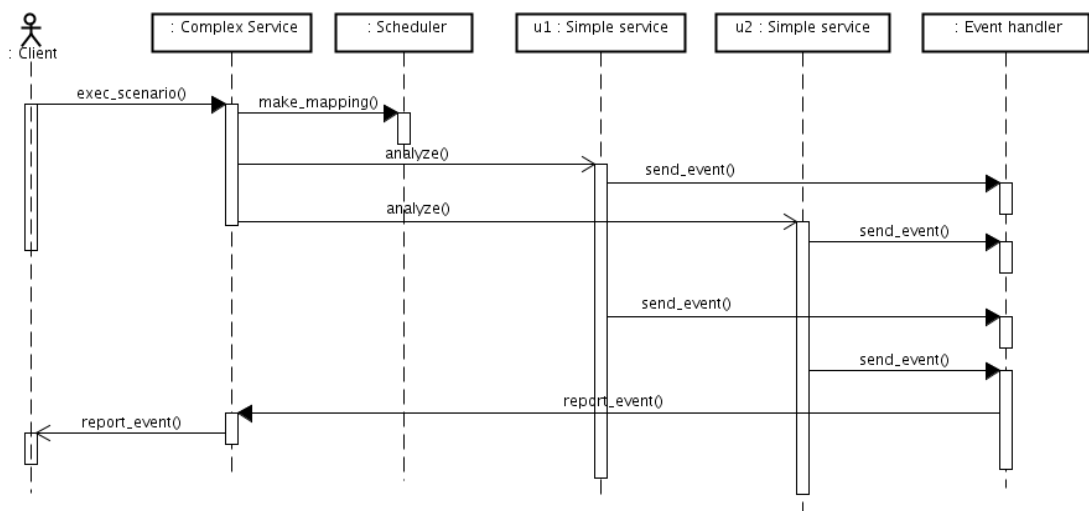 : Client
: Complex Service
: Scheduler
u1 : Simple service
u2 : Simple service
: Event handler
exec_scenario()
make_mapping()
analyze()
send_event()
analyze()
send_event()
send_event()
send_event()
report_event()
report_event()